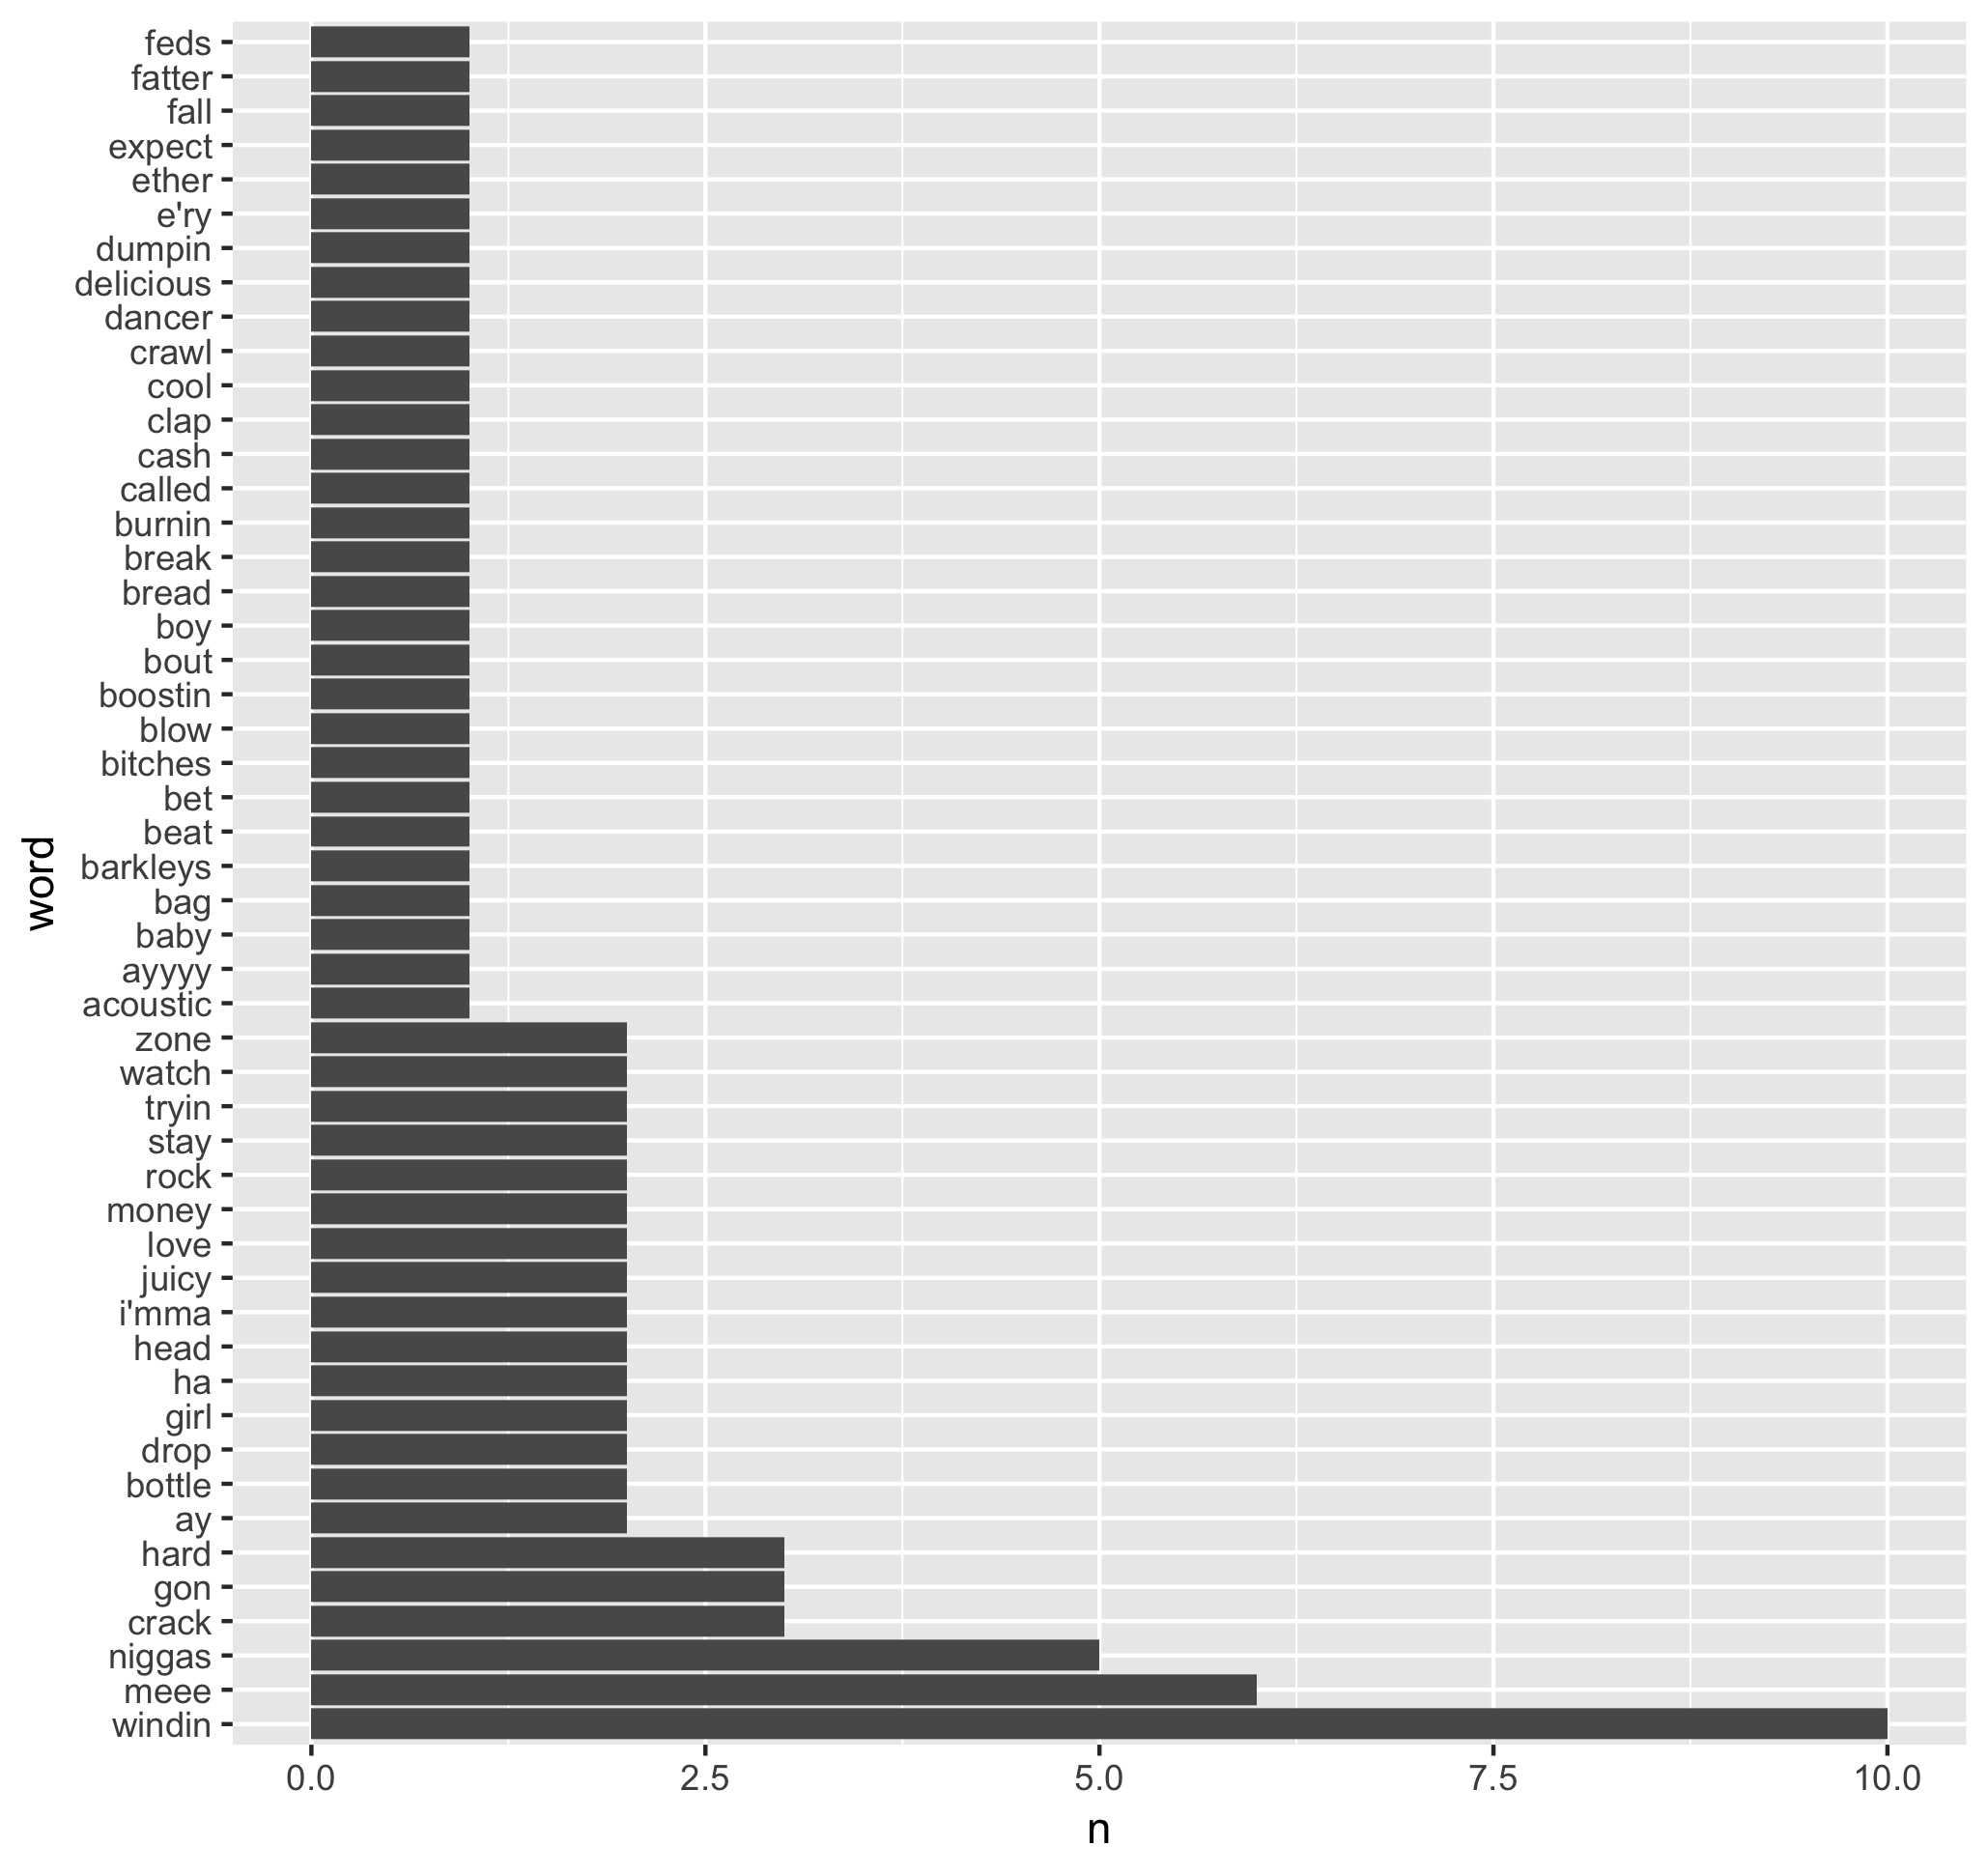 feds
fatter
fall
expect
ether
e'ry
dumpin
delicious
dancer
crawl
cool
clap
cash
called
burnin
break
bread
boy
bout
boostin
blow
bitches
bet
beat
barkleys
bag
baby
ayyyy
acoustic
zone
watch
tryin
stay
rock
money
love
juicy
i'mma
head
ha
girl
drop
bottle
ay
hard
gon
crack
niggas
meee
windin
word
0.0 2.5 5.0 7.5 10.0
n